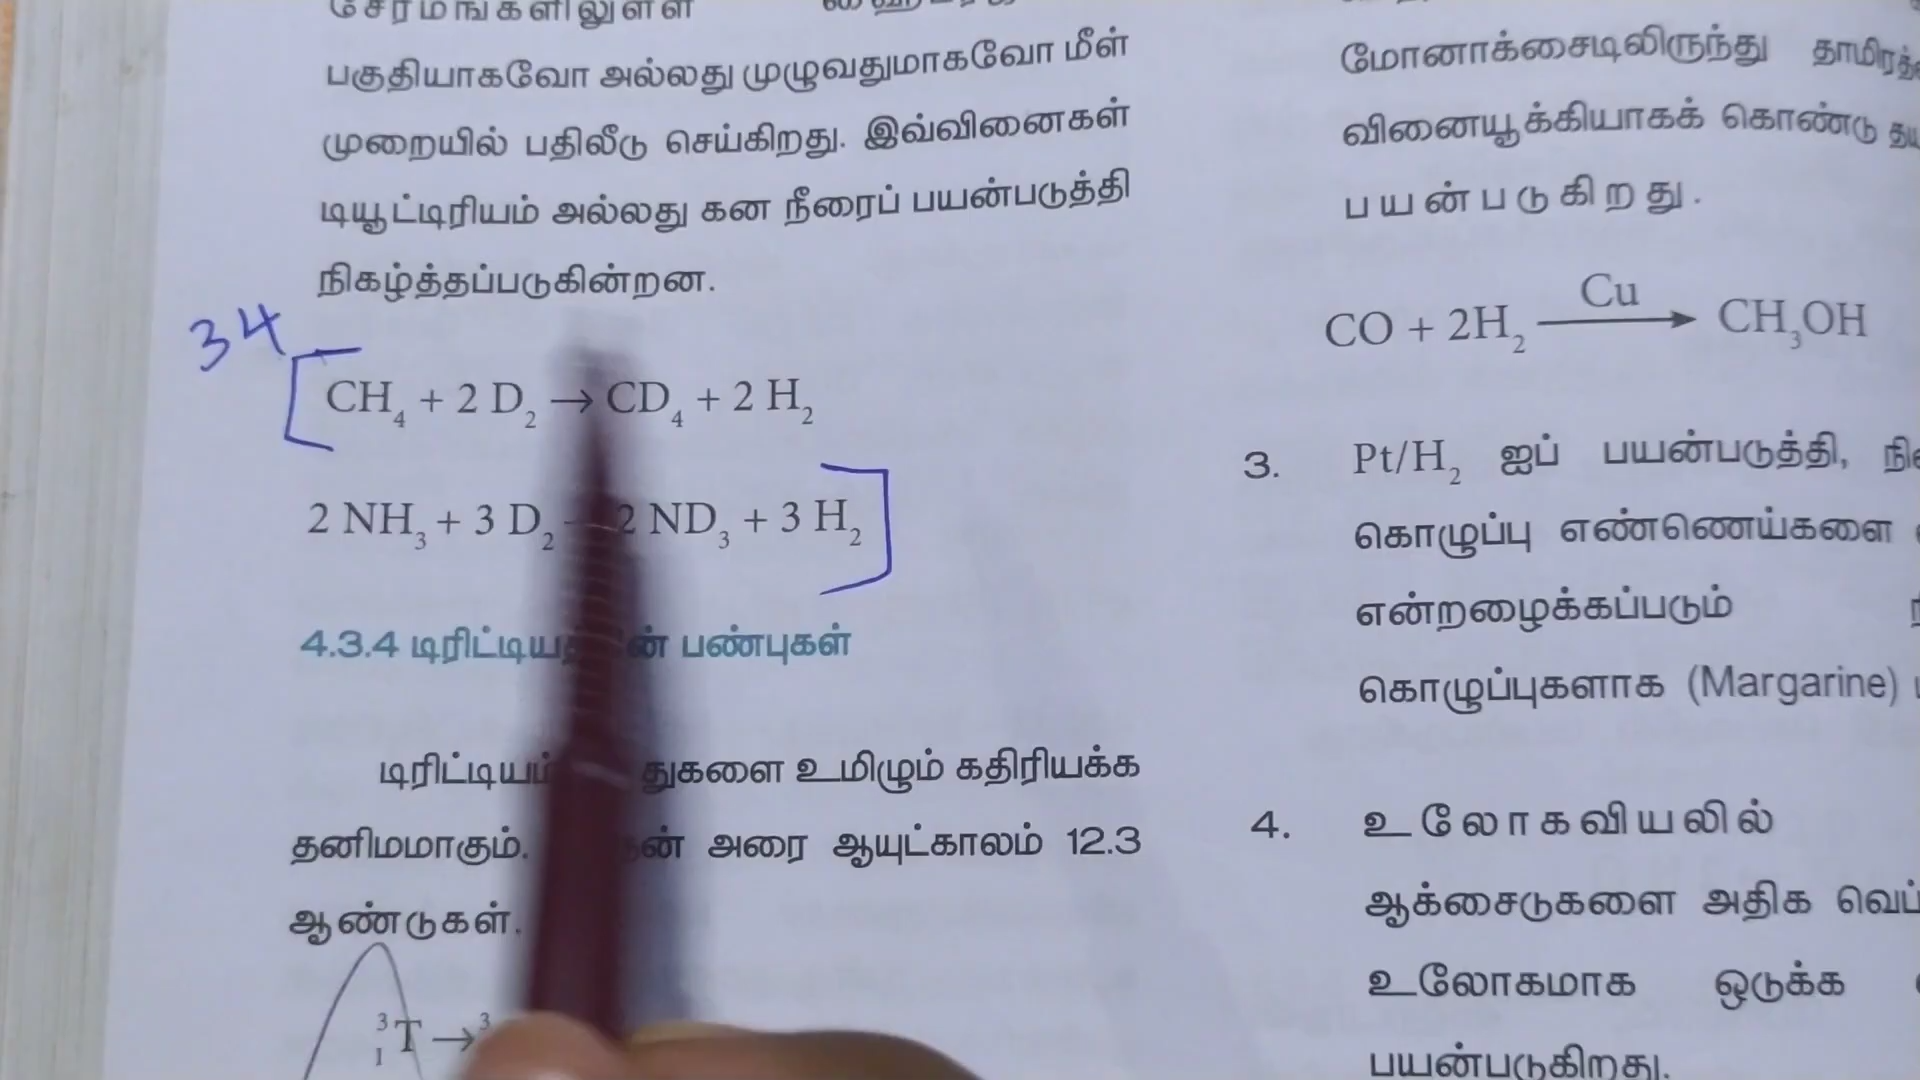 பகுதியாகவோ அல்லது முழுவதுமாகவோ மீள்
முறையில் பதிலீடு செய்கிறது. இவ்வினைகள்
டியூட்டிரியம் அல்லது கன நீரைப் பயன்படுத்தி
நிகழ்த்தப்படுகின்றன.
34
CH₄ + 2 D₂ → CD₄ + 2 H₂
2 NH₃ + 3 D₂ 2 ND₃ + 3 H₂
4.3.4 பண்புகள்
உமிழும் கதிரியக்க
தனிமமாகும். அரை ஆயுட்காலம் 12.3
ஆண்டுகள்.
³₁T → ³
மோனாக்சைடிலிருந்து
வினையூக்கியாகக் கொண்டு
பயன்படுகிறது.
CO + 2H₂ Cu → CH₃OH
3. Pt/H₂ ஐப் பயன்படுத்தி,
கொழுப்பு எண்ணெய்களை
என்றழைக்கப்படும்
கொழுப்புகளாக (Margarine)
4. உலோகவியலில்
ஆக்சைடுகளை அதிக
உலோகமாக ஒடுக்க
பயன்படுகிறது.